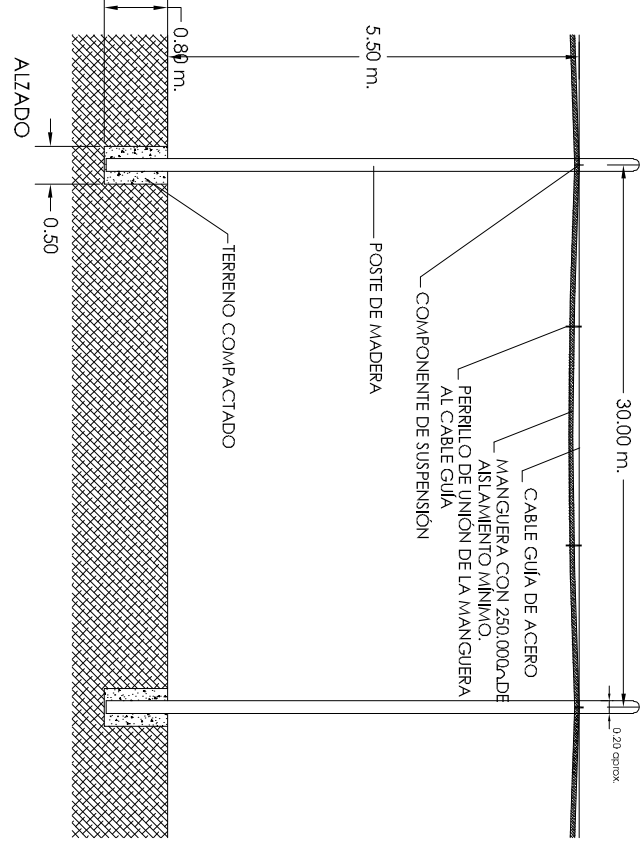 30.00 m.
0.20 aprox.
5.50 m.
CABLE GUÍA DE ACERO
MANGUERA CON 250.000Ω DE
AISLAMIENTO MÍNIMO.
PERRILLO DE UNIÓN DE LA MANGUERA
AL CABLE GUÍA
COMPONENTE DE SUSPENSIÓN
POSTE DE MADERA
TERRENO COMPACTADO
0.80 m.
0.50
ALZADO